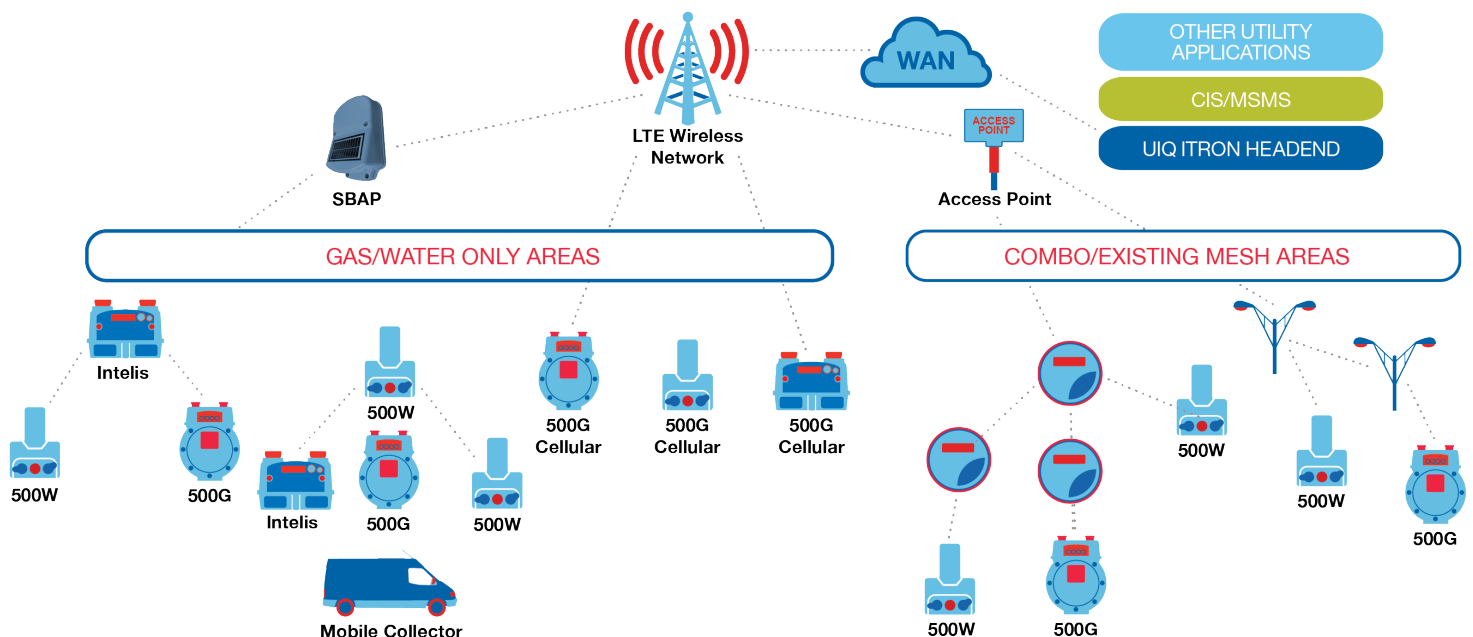 WAN
OTHER UTILITY
APPLICATIONS
CIS/MSMS
UIQ ITRON HEADEND
LTE Wireless
Network
ACCESS
POINT
SBAP
Access Point
GAS/WATER ONLY AREAS
COMBO/EXISTING MESH AREAS
Intelis
500W
500G
500W
Intelis
500G
500W
500G
Cellular
500G
Cellular
500G
Cellular
500W
500W
500G
500W
500G
Mobile Collector